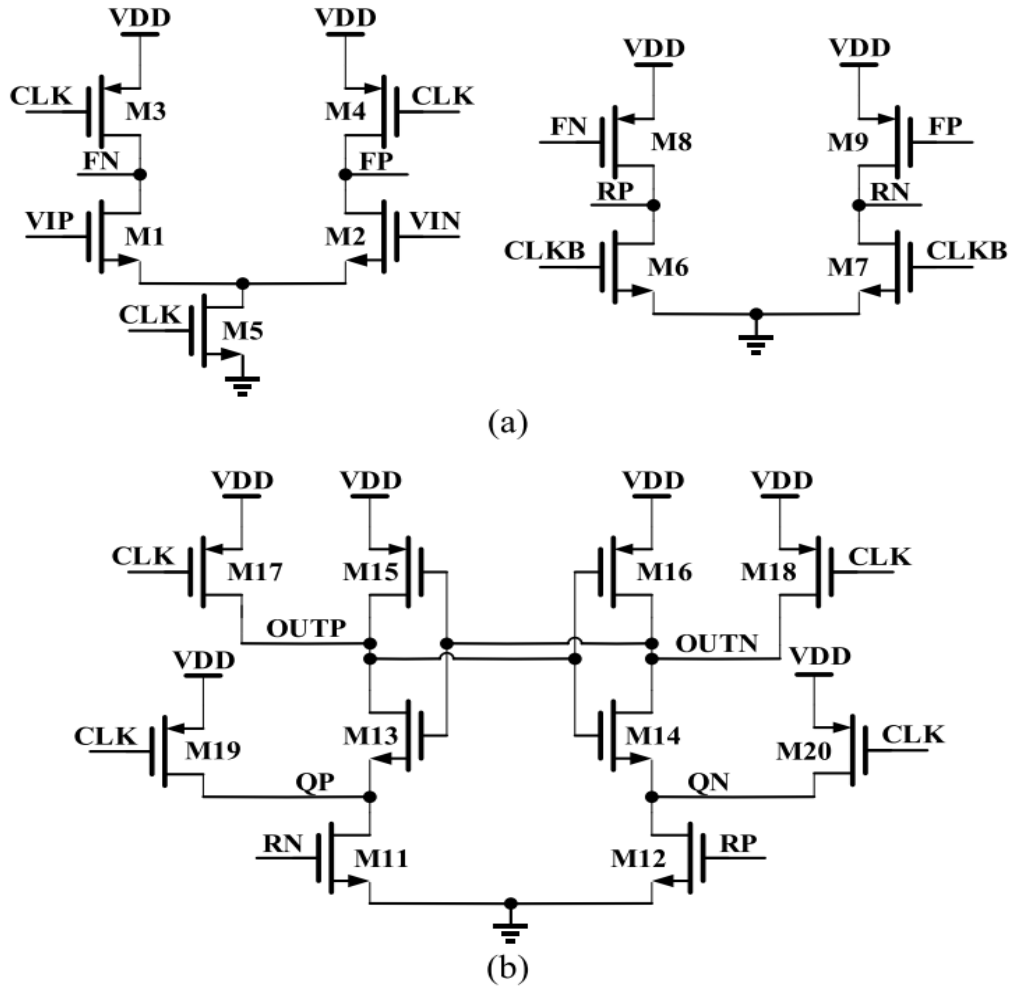 VDD VDD
CLK M3 M4 CLK
FN FP
VIP M1 M2 VIN
CLK M5
VDD VDD
FN M8 M9 FP
RP RN
CLKB M6 M7 CLKB
(a)
VDD VDD VDD VDD
CLK M17 M15 M16 M18 CLK
OUTP OUTN
VDD VDD
CLK M19 M13 M14 M20 CLK
QP QN
RN M11 M12 RP
(b)